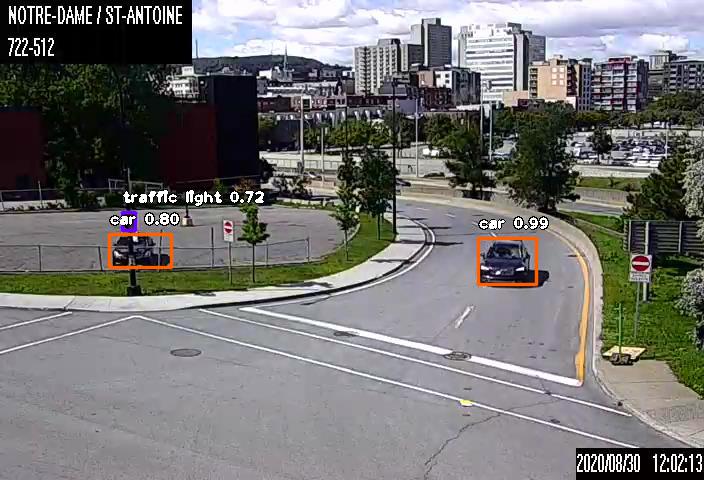 NOTRE-DAME / ST-ANTOINE
722-512
traffic light 0.72
car 0.80
car 0.99
2020/08/30 12:02:13